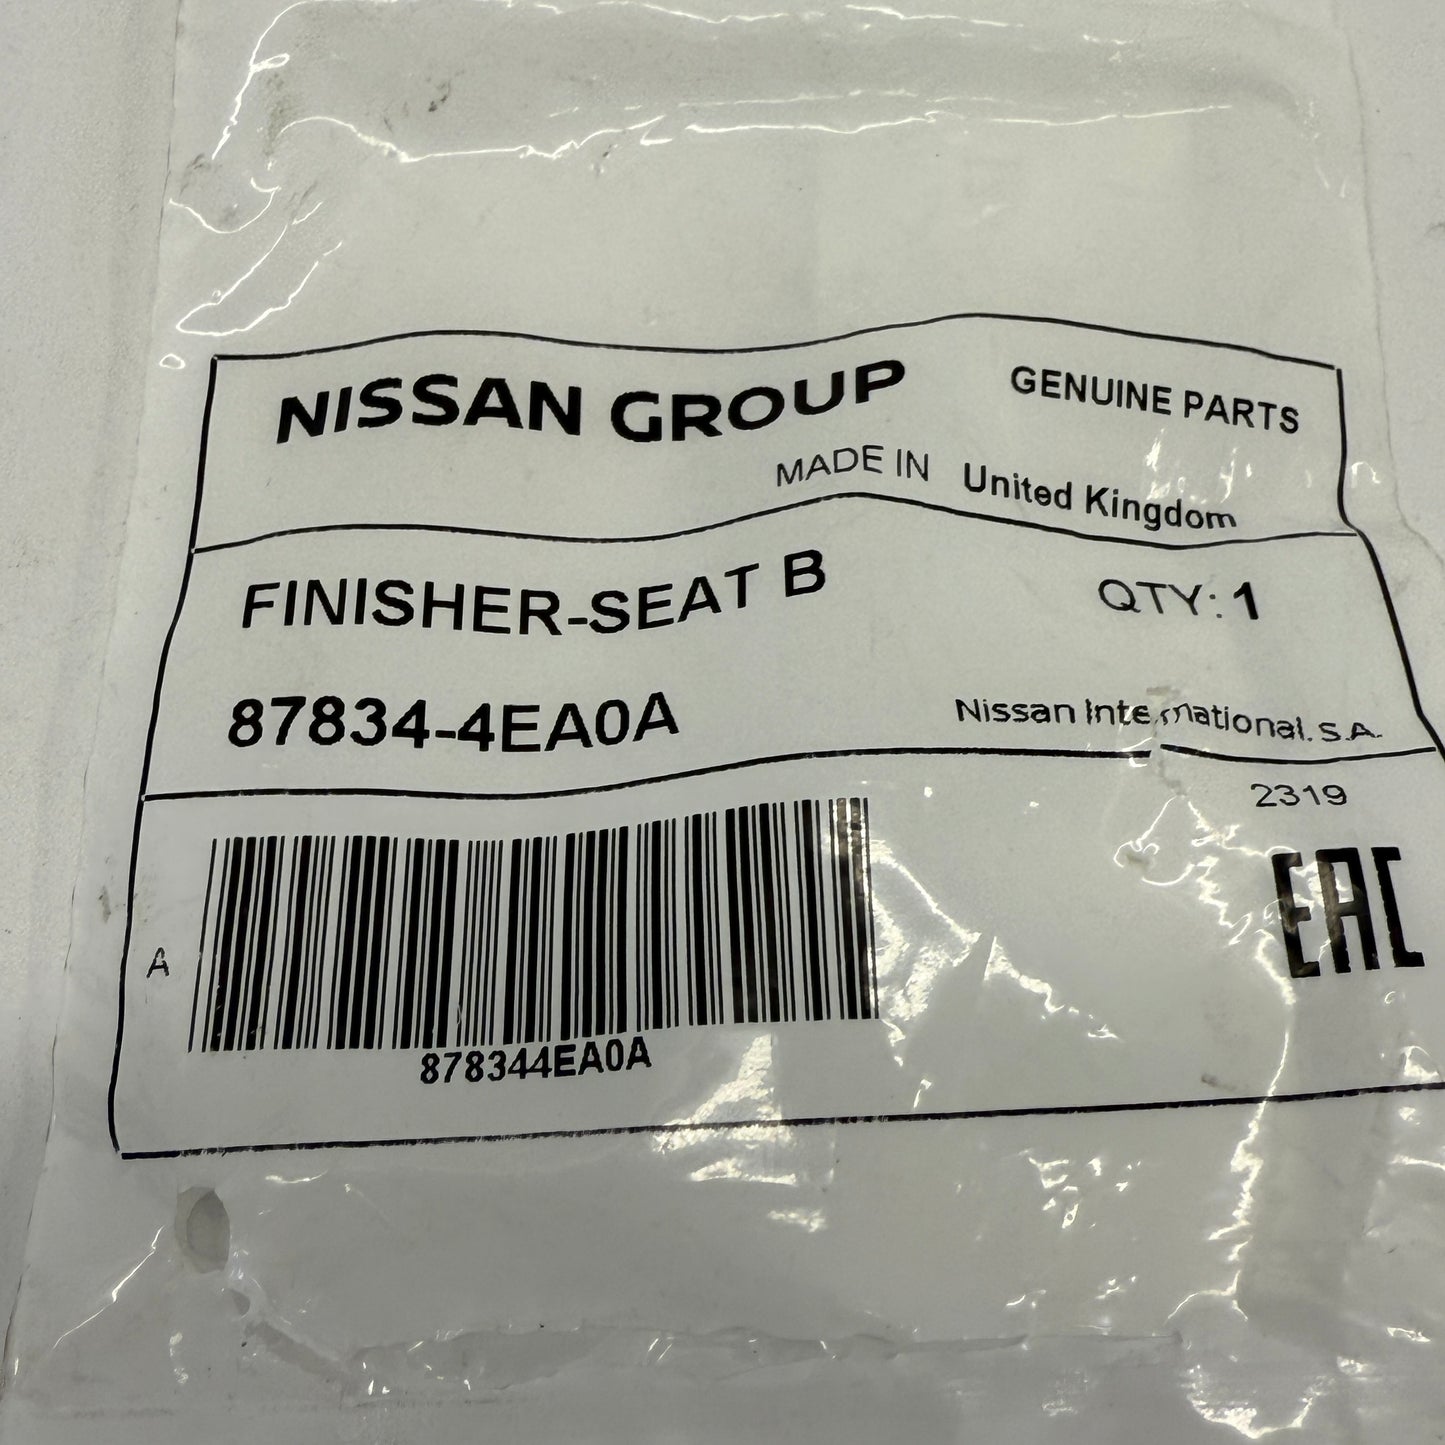 NISSAN GROUP
GENUINE PARTS
MADE IN United Kingdom
FINISHER-SEAT B
QTY: 1
87834-4EA0A
Nissan International. S.A.
2319
EAC
A
878344EA0A